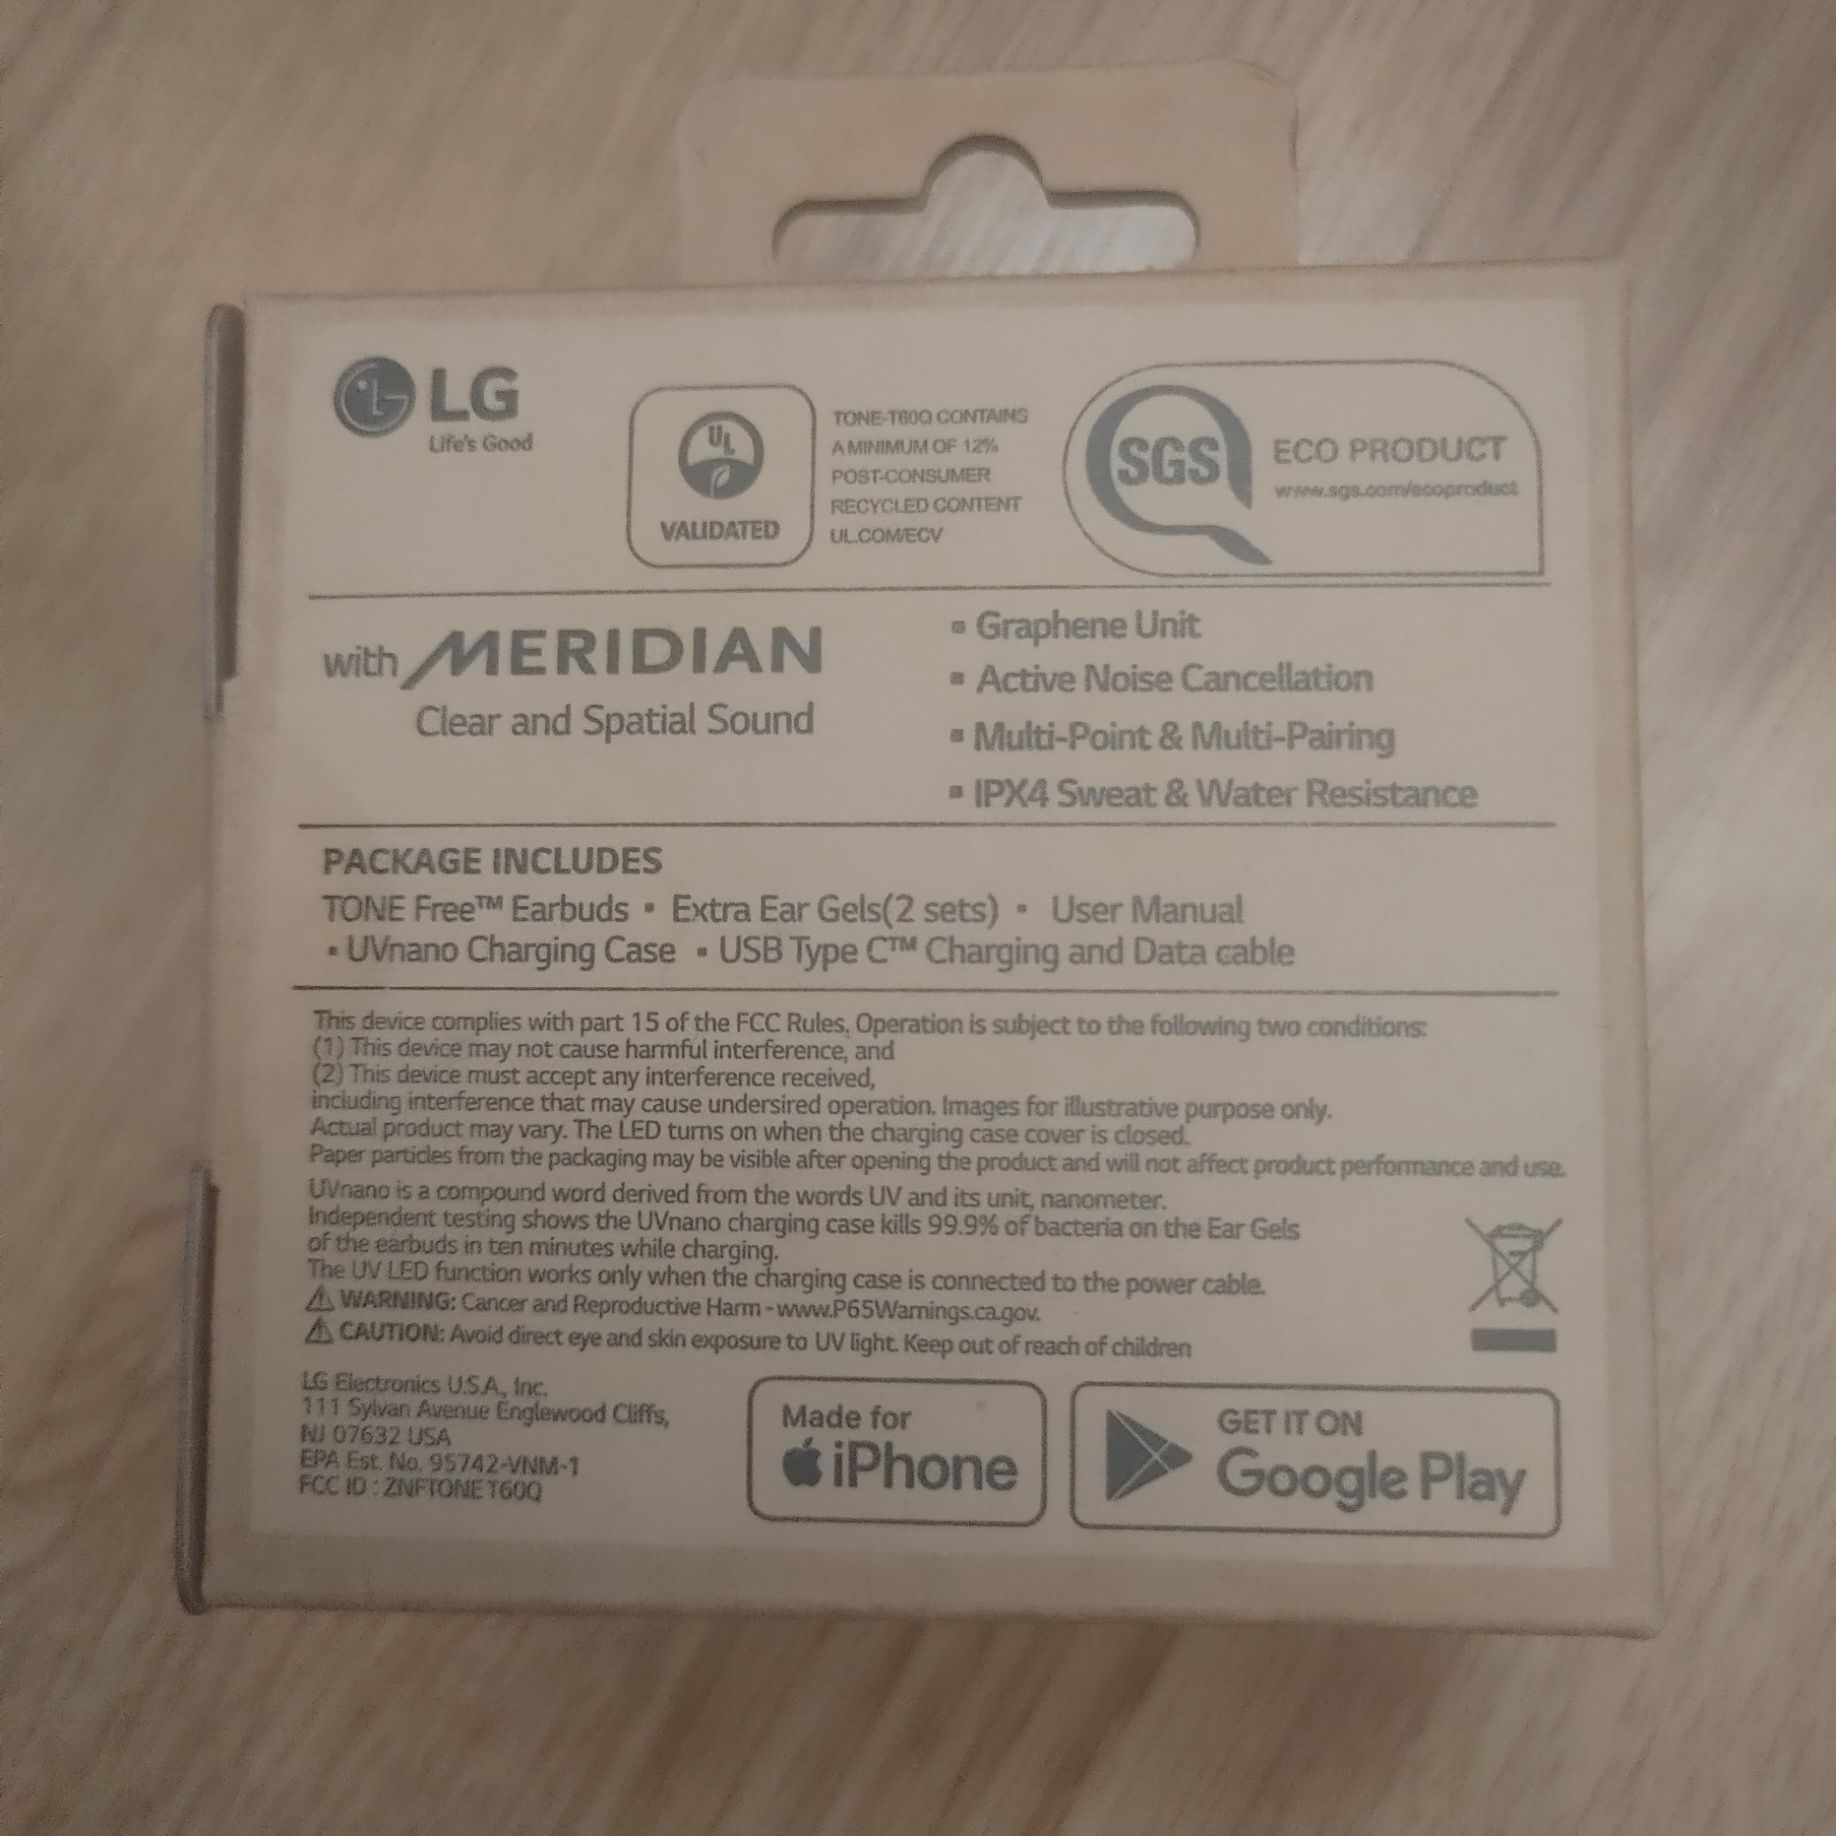 LG
Life's Good
UL
VALIDATED
TONE-T60Q CONTAINS
A MINIMUM OF 12%
POST-CONSUMER
RECYCLED CONTENT
UL.COM/ECV
SGS
ECO PRODUCT
www.sgs.com/ecoproduct
with MERIDIAN
Clear and Spatial Sound
▪ Graphene Unit
▪ Active Noise Cancellation
▪ Multi-Point & Multi-Pairing
▪ IPX4 Sweat & Water Resistance
PACKAGE INCLUDES
TONE Free™ Earbuds ▪ Extra Ear Gels(2 sets) ▪ User Manual
▪ UVnano Charging Case ▪ USB Type C™ Charging and Data cable
This device complies with part 15 of the FCC Rules. Operation is subject to the following two conditions:
(1) This device may not cause harmful interference, and
(2) This device must accept any interference received,
including interference that may cause undersired operation. Images for illustrative purpose only.
Actual product may vary. The LED turns on when the charging case cover is closed.
Paper particles from the packaging may be visible after opening the product and will not affect product performance and use.
UVnano is a compound word derived from the words UV and its unit, nanometer.
Independent testing shows the UVnano charging case kills 99.9% of bacteria on the Ear Gels
of the earbuds in ten minutes while charging.
The UV LED function works only when the charging case is connected to the power cable.
⚠ WARNING: Cancer and Reproductive Harm - www.P65Warnings.ca.gov.
⚠ CAUTION: Avoid direct eye and skin exposure to UV light. Keep out of reach of children
LG Electronics U.S.A., Inc.
111 Sylvan Avenue Englewood Cliffs,
NJ 07632 USA
EPA Est. No. 95742-VNM-1
FCC ID : ZNFTONET60Q
Made for
iPhone
GET IT ON
Google Play